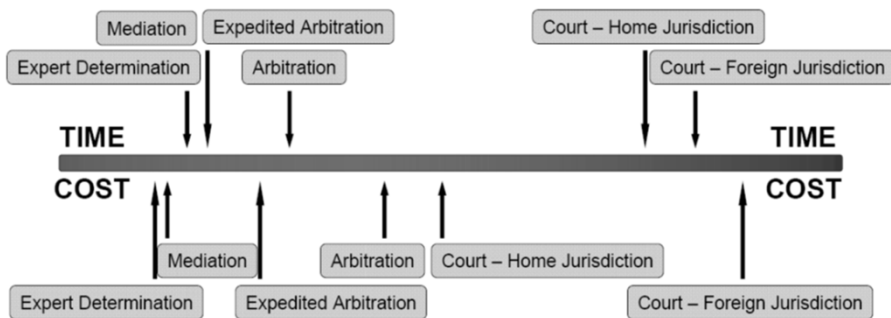 Mediation
Expedited Arbitration
Court – Home Jurisdiction
Expert Determination
Arbitration
Court – Foreign Jurisdiction
TIME
TIME
COST
COST
Mediation
Arbitration
Court – Home Jurisdiction
Expert Determination
Expedited Arbitration
Court – Foreign Jurisdiction